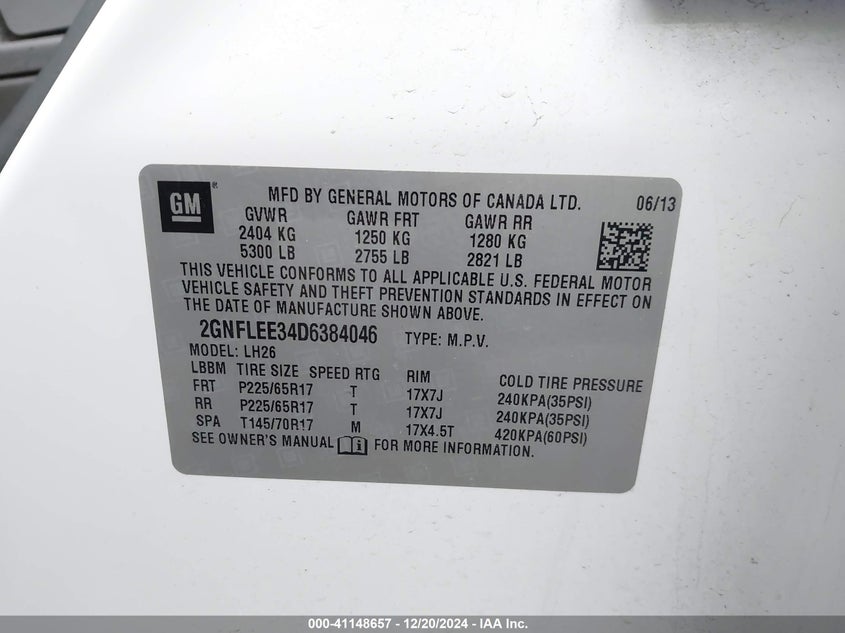 GM ®
MFD BY GENERAL MOTORS OF CANADA LTD. 06/13
GVWR GAWR FRT GAWR RR
2404 KG 1250 KG 1280 KG
5300 LB 2755 LB 2821 LB
THIS VEHICLE CONFORMS TO ALL APPLICABLE U.S. FEDERAL MOTOR
VEHICLE SAFETY AND THEFT PREVENTION STANDARDS IN EFFECT ON
THE DATE OF MANUFACTURE SHOWN ABOVE.
2GNFLEE34D6384046 TYPE: M.P.V.
MODEL: LH26
LBBM TIRE SIZE SPEED RTG RIM COLD TIRE PRESSURE
FRT P225/65R17 T 17X7J 240KPA(35PSI)
RR P225/65R17 T 17X7J 240KPA(35PSI)
SPA T145/70R17 M 17X4.5T 420KPA(60PSI)
SEE OWNER'S MANUAL FOR MORE INFORMATION.
000-41148657 - 12/20/2024 - IAA Inc.